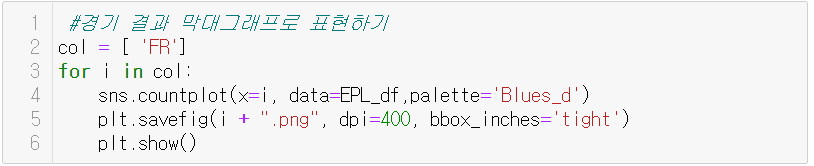 1 #경기 결과 막대그래프로 표현하기
2 col = [ 'FR']
3 for i in col:
4     sns.countplot(x=i, data=EPL_df,palette='Blues_d')
5     plt.savefig(i + ".png", dpi=400, bbox_inches='tight')
6     plt.show()